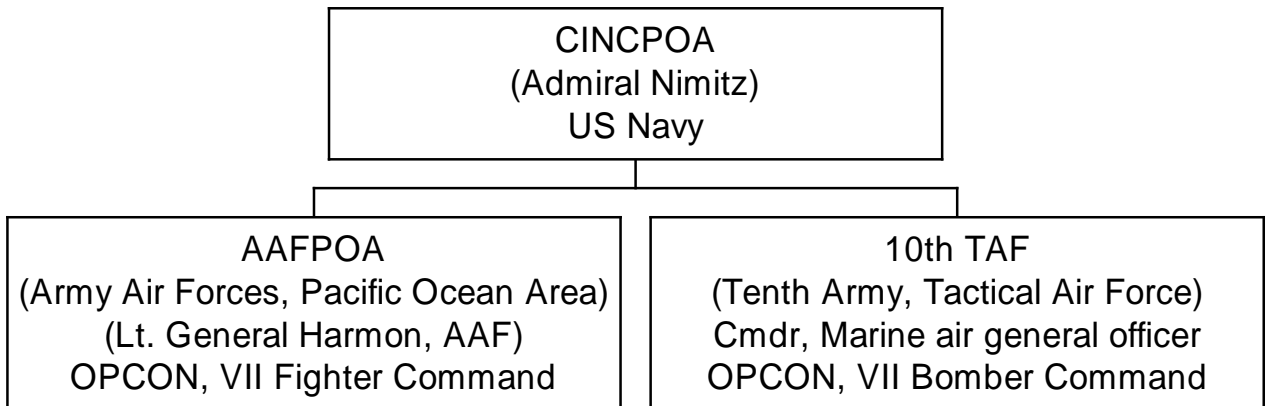 CINCPOA
(Admiral Nimitz)
US Navy
AAFPOA
(Army Air Forces, Pacific Ocean Area)
(Lt. General Harmon, AAF)
OPCON, VII Fighter Command
10th TAF
(Tenth Army, Tactical Air Force)
Cmdr, Marine air general officer
OPCON, VII Bomber Command